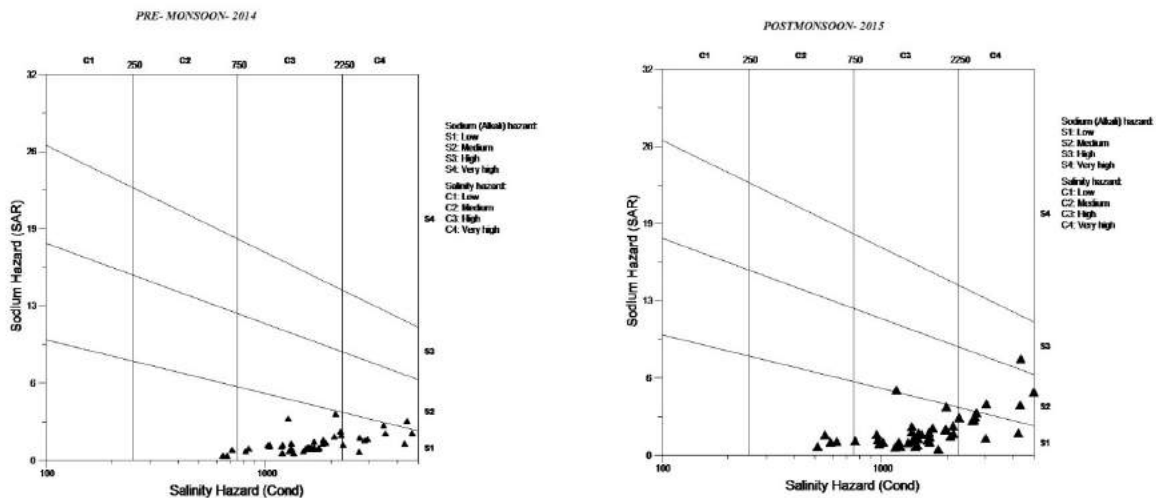 PRE- MONSOON- 2014
C1 250 C2 750 C3 2250 C4
32
26
19
13
6
0
Sodium Hazard (SAR)
S4
S3
S2
S1
100 1000
Salinity Hazard (Cond)
Sodium (Alkali) hazard:
S1: Low
S2: Medium
S3: High
S4: Very high
Salinity hazard:
C1: Low
C2: Medium
C3: High
C4: Very high
POSTMONSOON- 2015
C1 250 C2 750 C3 2250 C4
32
26
19
13
6
0
Sodium Hazard (SAR)
S4
S3
S2
S1
100 1000
Salinity Hazard (Cond)
Sodium (Alkali) hazard:
S1: Low
S2: Medium
S3: High
S4: Very high
Salinity hazard:
C1: Low
C2: Medium
C3: High
C4: Very high